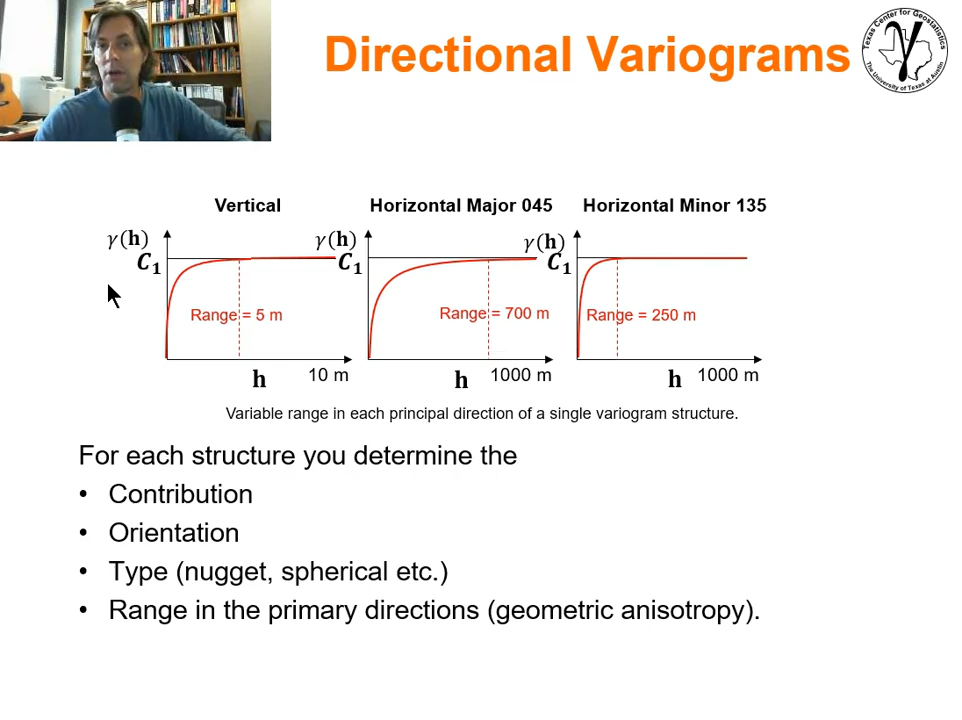 Directional Variograms
Texas Center for Geostatistics
The University of Texas at Austin
γ
Vertical
Horizontal Major 045
Horizontal Minor 135
γ(h)
γ(h)
γ(h)
C1
C1
C1
Range = 5 m
Range = 700 m
Range = 250 m
h
10 m
h
1000 m
h
1000 m
Variable range in each principal direction of a single variogram structure.
For each structure you determine the
• Contribution
• Orientation
• Type (nugget, spherical etc.)
• Range in the primary directions (geometric anisotropy).